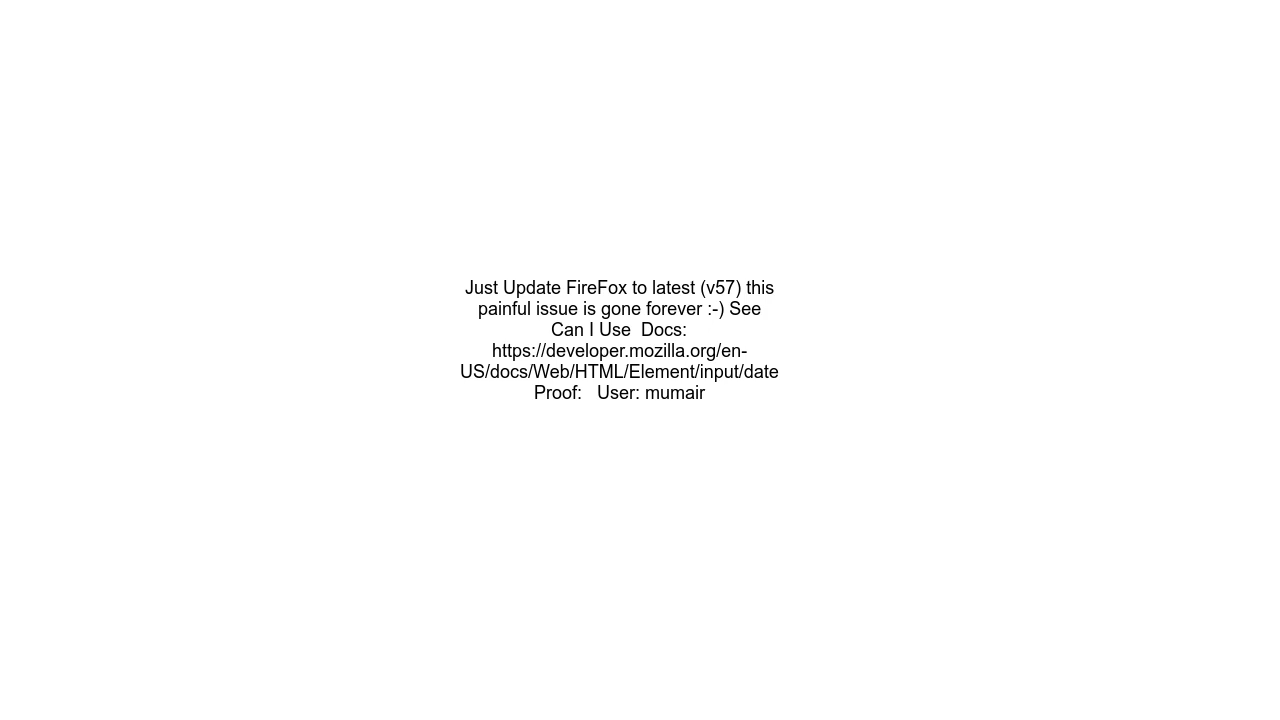 Just Update FireFox to latest (v57) this
painful issue is gone forever :-) See
Can I Use  Docs:
https://developer.mozilla.org/en-
US/docs/Web/HTML/Element/input/date
Proof:   User: mumair